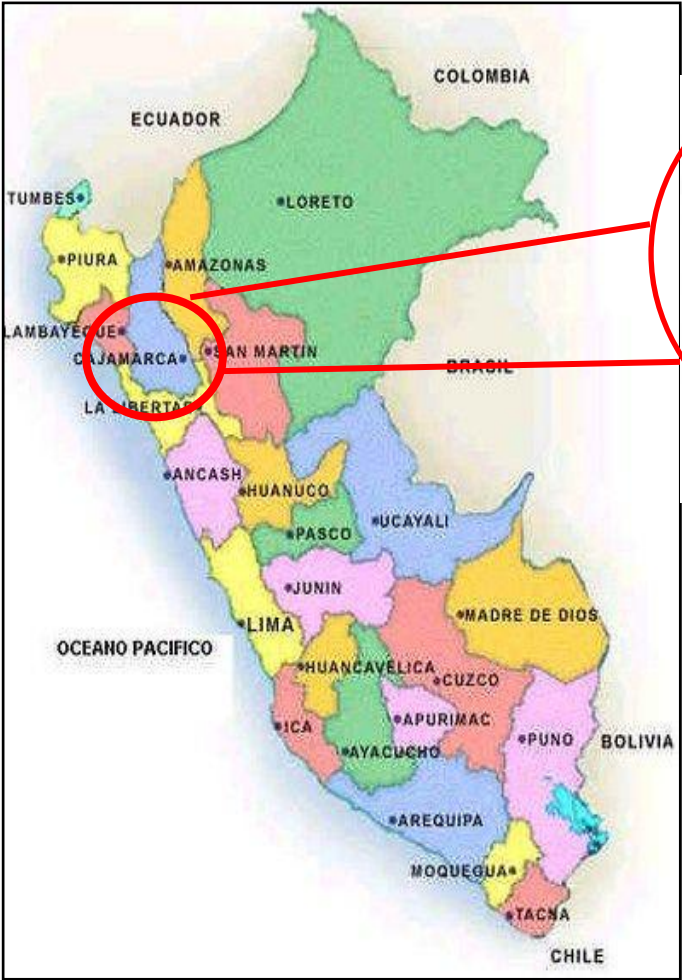 COLOMBIA
ECUADOR
TUMBES
LORETO
PIURA
AMAZONAS
LAMBAYEQUE
CAJAMARCA
SAN MARTIN
BRASIL
LA LIBERTAD
ANCASH
HUANUCO
UCAYALI
PASCO
JUNIN
MADRE DE DIOS
LIMA
OCEANO PACIFICO
HUANCAVELICA
CUZCO
ICA
APURIMAC
PUNO
BOLIVIA
AYACUCHO
AREQUIPA
MOQUEGUA
TACNA
CHILE